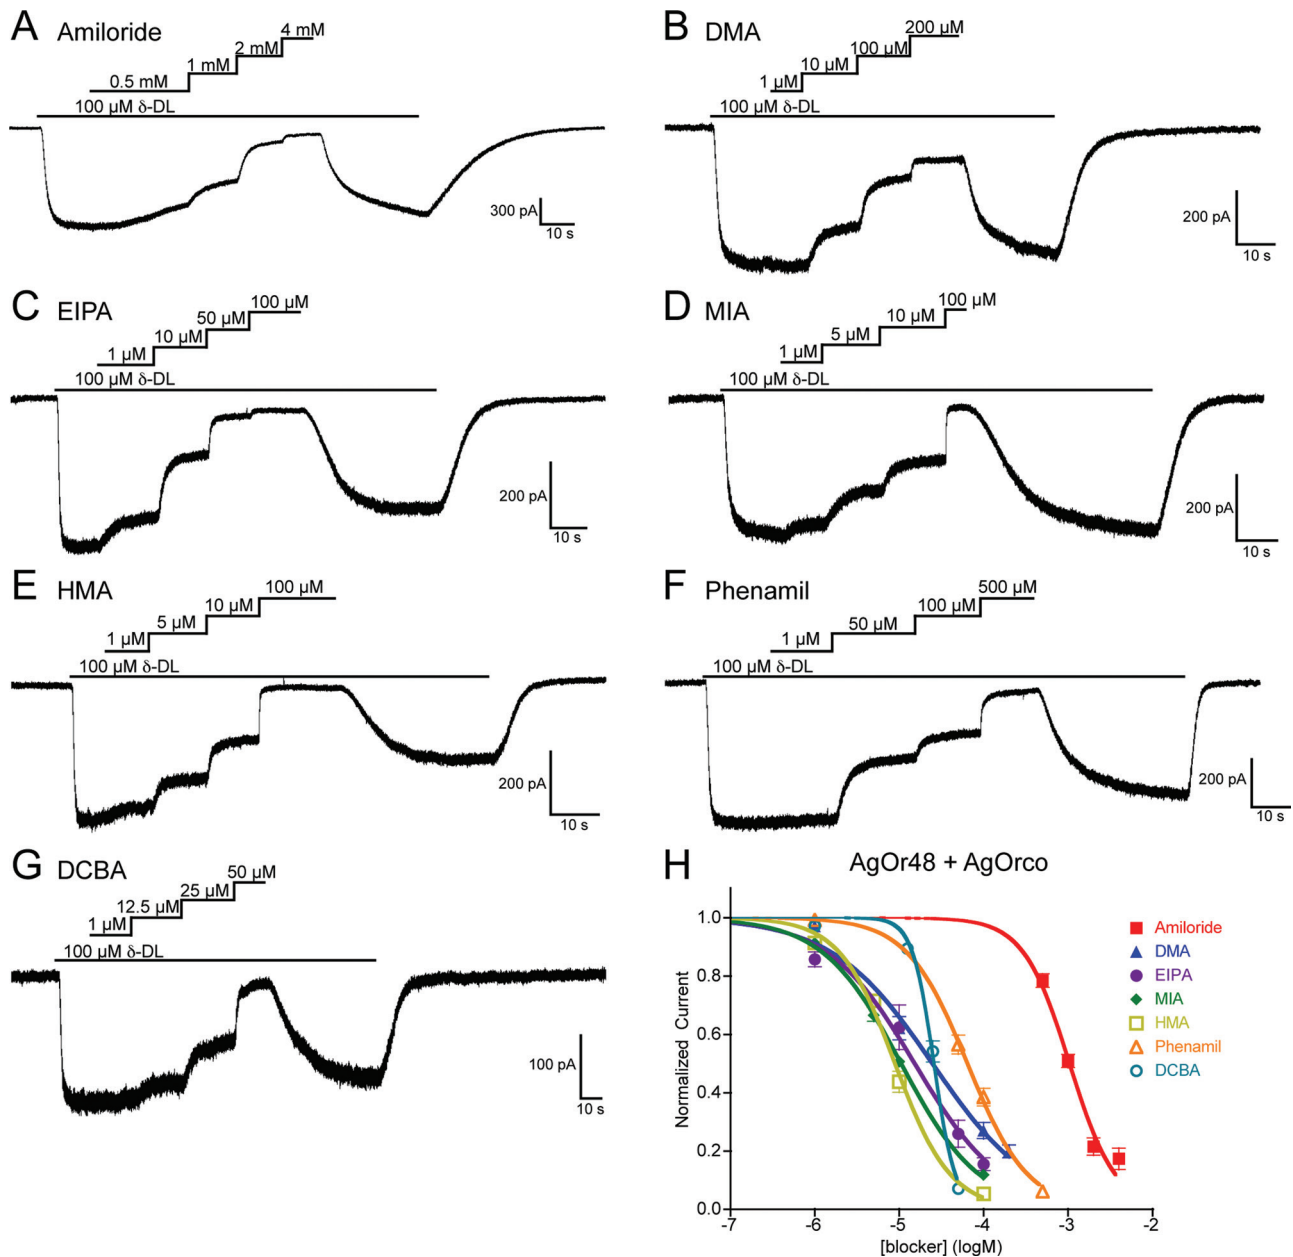 A Amiloride
0.5 mM 1 mM 2 mM 4 mM
100 µM δ-DL
300 pA
10 s
B DMA
1 µM 10 µM 100 µM 200 µM
100 µM δ-DL
200 pA
10 s
C EIPA
1 µM 10 µM 50 µM 100 µM
100 µM δ-DL
200 pA
10 s
D MIA
1 µM 5 µM 10 µM 100 µM
100 µM δ-DL
200 pA
10 s
E HMA
1 µM 5 µM 10 µM 100 µM
100 µM δ-DL
200 pA
10 s
F Phenamil
1 µM 50 µM 100 µM 500 µM
100 µM δ-DL
200 pA
10 s
G DCBA
1 µM 12.5 µM 25 µM 50 µM
100 µM δ-DL
100 pA
10 s
H AgOr48 + AgOrco
Normalized Current
1.0
0.8
0.6
0.4
0.2
0.0
-7 -6 -5 -4 -3 -2
[blocker] (logM)
Amiloride
DMA
EIPA
MIA
HMA
Phenamil
DCBA